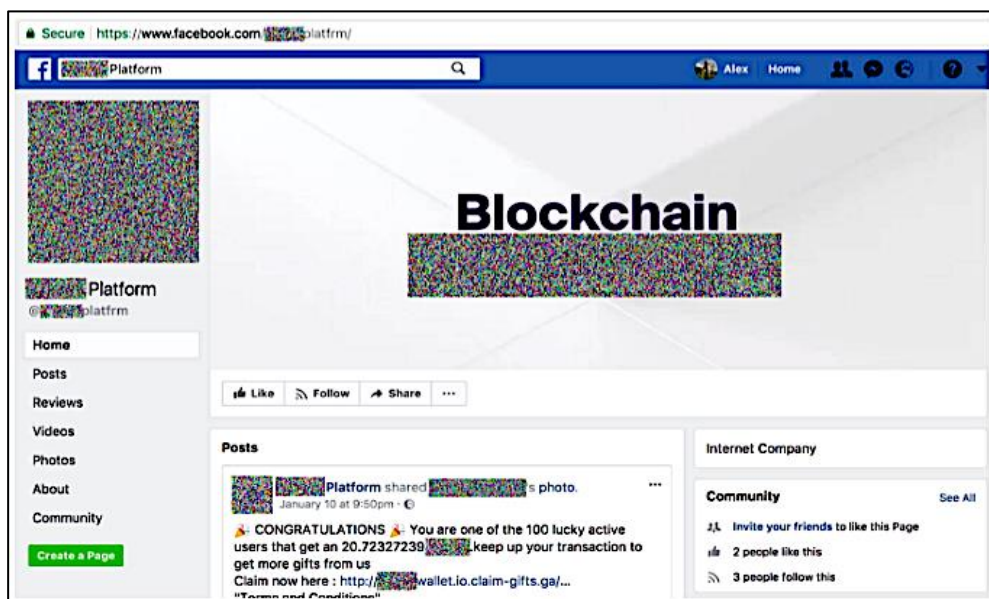 Secure https://www.facebook.com/ platfrm/
Platform
Alex Home
Blockchain
Platform
@ platfrm
Home
Posts
Reviews
Videos
Photos
About
Community
Create a Page
Like Follow Share ...
Posts
Platform shared 's photo.
January 10 at 9:50pm ·
🎉 CONGRATULATIONS 🎉 You are one of the 100 lucky active
users that get an 20.72327239 keep up your transaction to
get more gifts from us
Claim now here : http:// wallet.io.claim-gifts.ga/...
"Terms and Conditions"
Internet Company
Community See All
Invite your friends to like this Page
2 people like this
3 people follow this